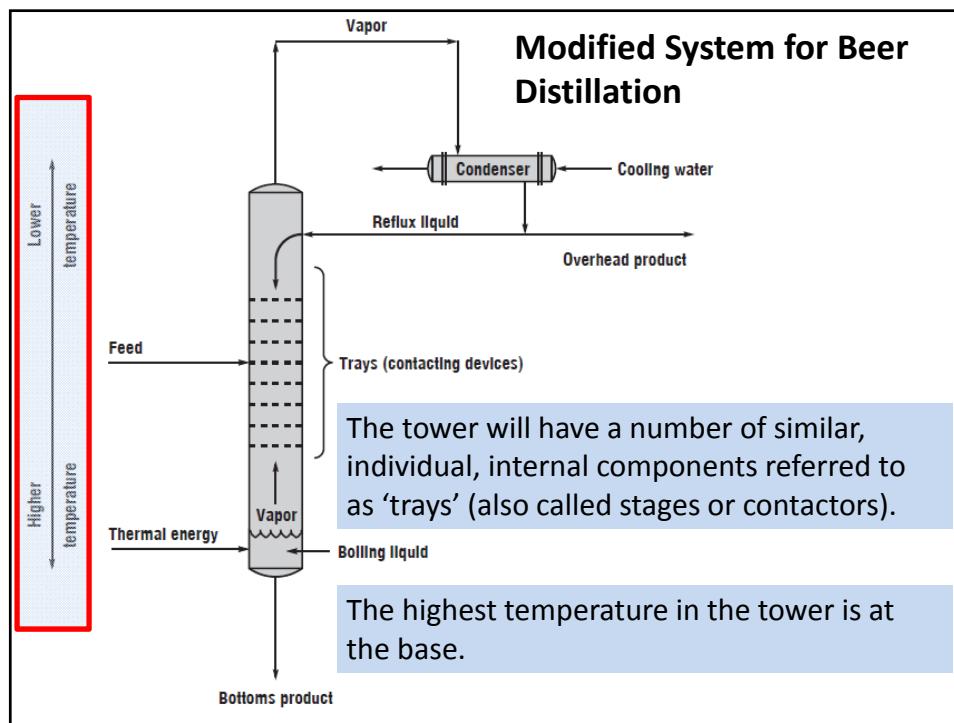 Vapor
Modified System for Beer
Distillation
Condenser
Cooling water
Reflux liquid
Overhead product
Lower
temperature
Feed
Trays (contacting devices)
The tower will have a number of similar,
individual, internal components referred to
as ‘trays’ (also called stages or contactors).
Higher
temperature
Vapor
Thermal energy
Boiling liquid
The highest temperature in the tower is at
the base.
Bottoms product